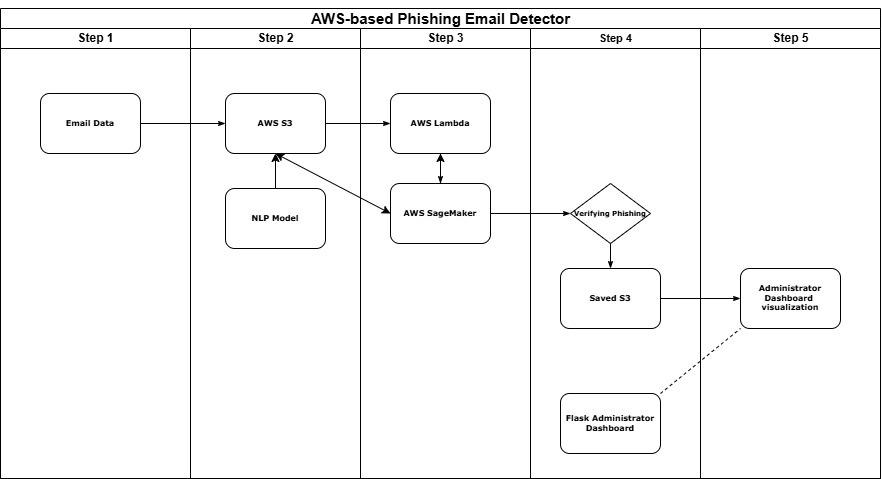 AWS-based Phishing Email Detector
Step 1
Step 2
Step 3
Step 4
Step 5
Email Data
AWS S3
AWS Lambda
NLP Model
AWS SageMaker
Verifying Phishing
Saved S3
Administrator
Dashboard
visualization
Flask Administrator
Dashboard